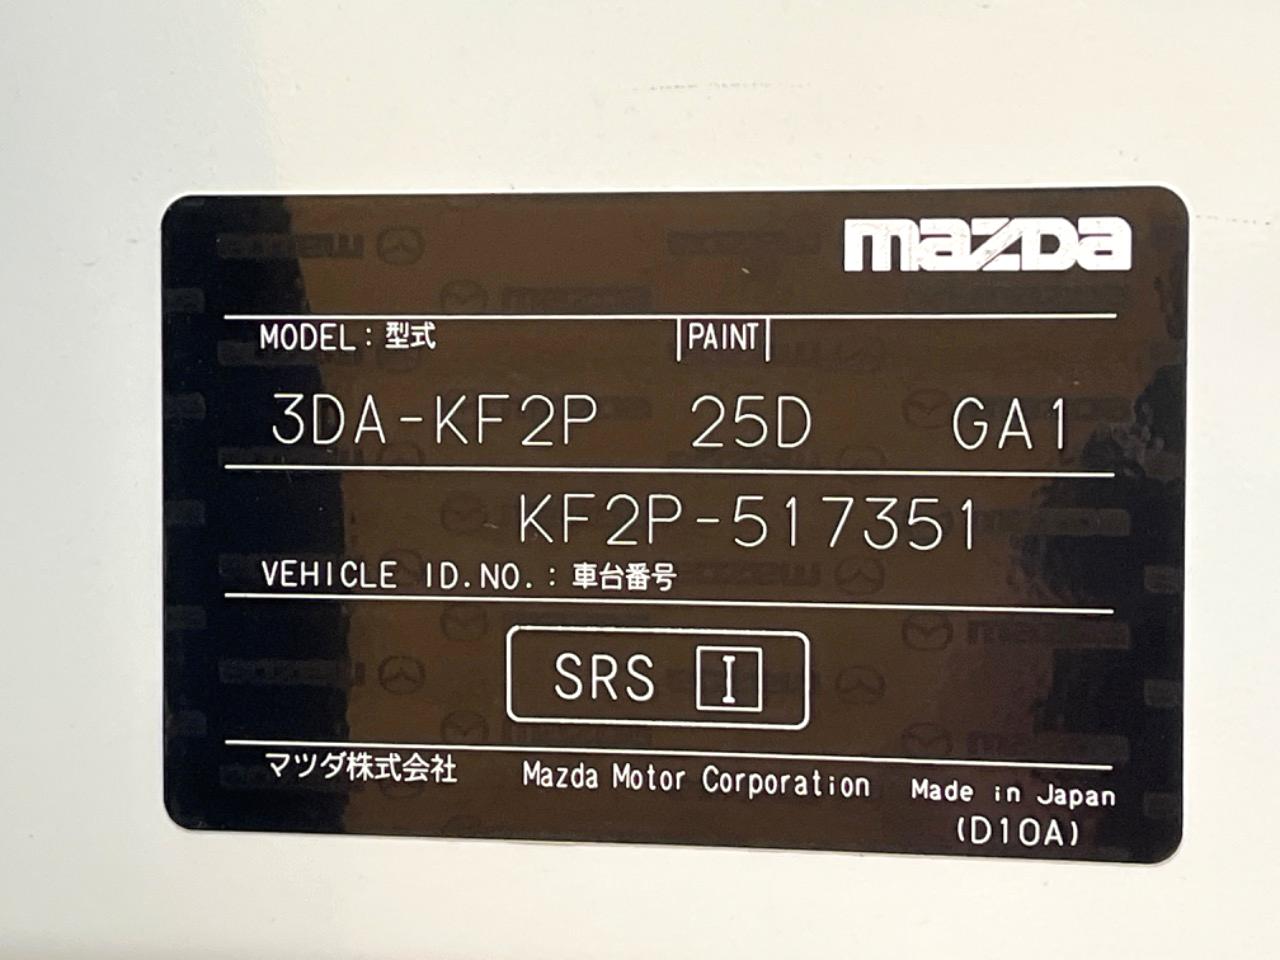 mazda
MODEL : 型式 PAINT
3DA-KF2P 25D GA1
KF2P-517351
VEHICLE ID.NO. : 車台番号
SRS I
マツダ株式会社 Mazda Motor Corporation Made in Japan
(D10A)